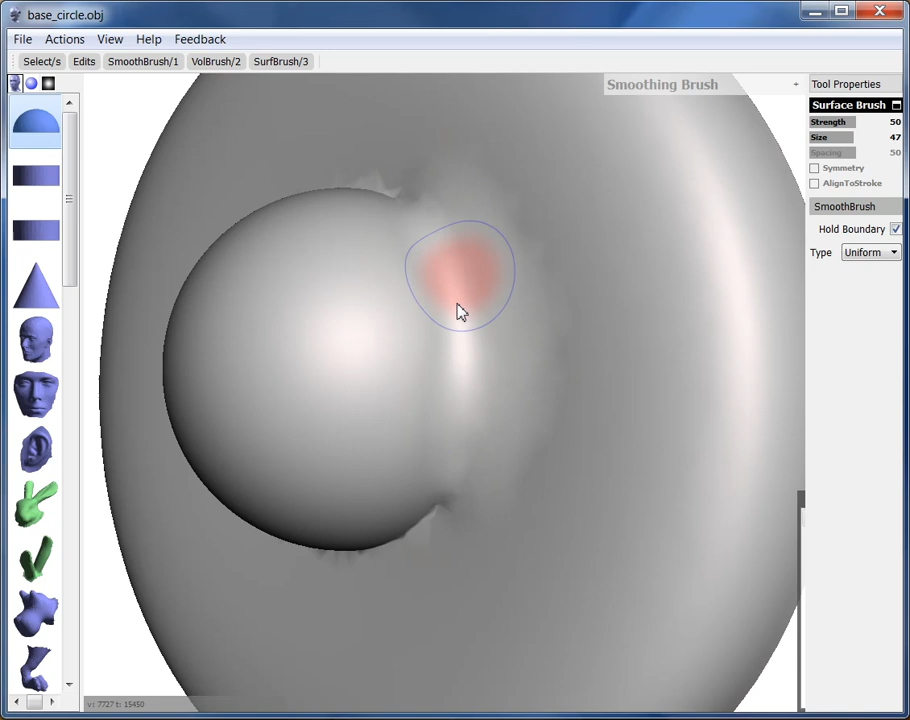 base_circle.obj
File Actions View Help Feedback
Select/s Edits SmoothBrush/1 VolBrush/2 SurfBrush/3
Smoothing Brush
Tool Properties
Surface Brush
Strength 50
Size 47
Spacing 50
Symmetry
AlignToStroke
SmoothBrush
Hold Boundary
Type Uniform
v: 7727 t: 15450